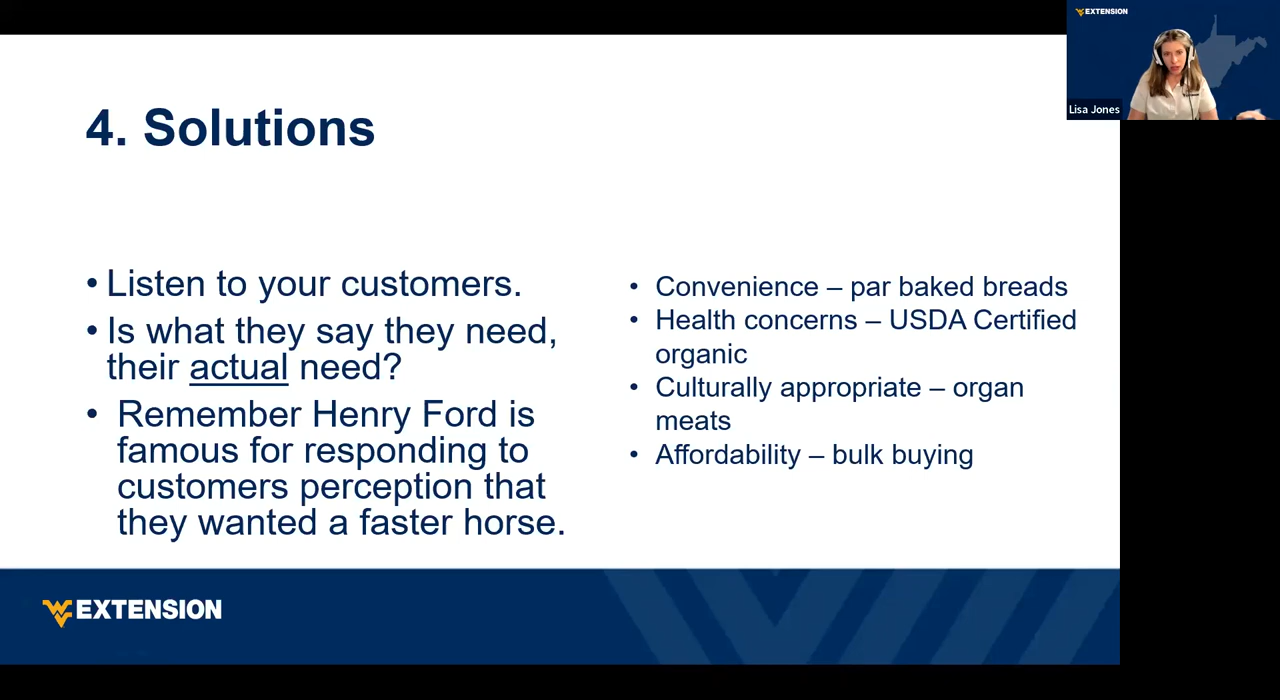 EXTENSION
Lisa Jones
4. Solutions
• Listen to your customers.
• Is what they say they need,
their actual need?
• Remember Henry Ford is
famous for responding to
customers perception that
they wanted a faster horse.
• Convenience – par baked breads
• Health concerns – USDA Certified
organic
• Culturally appropriate – organ
meats
• Affordability – bulk buying
EXTENSION